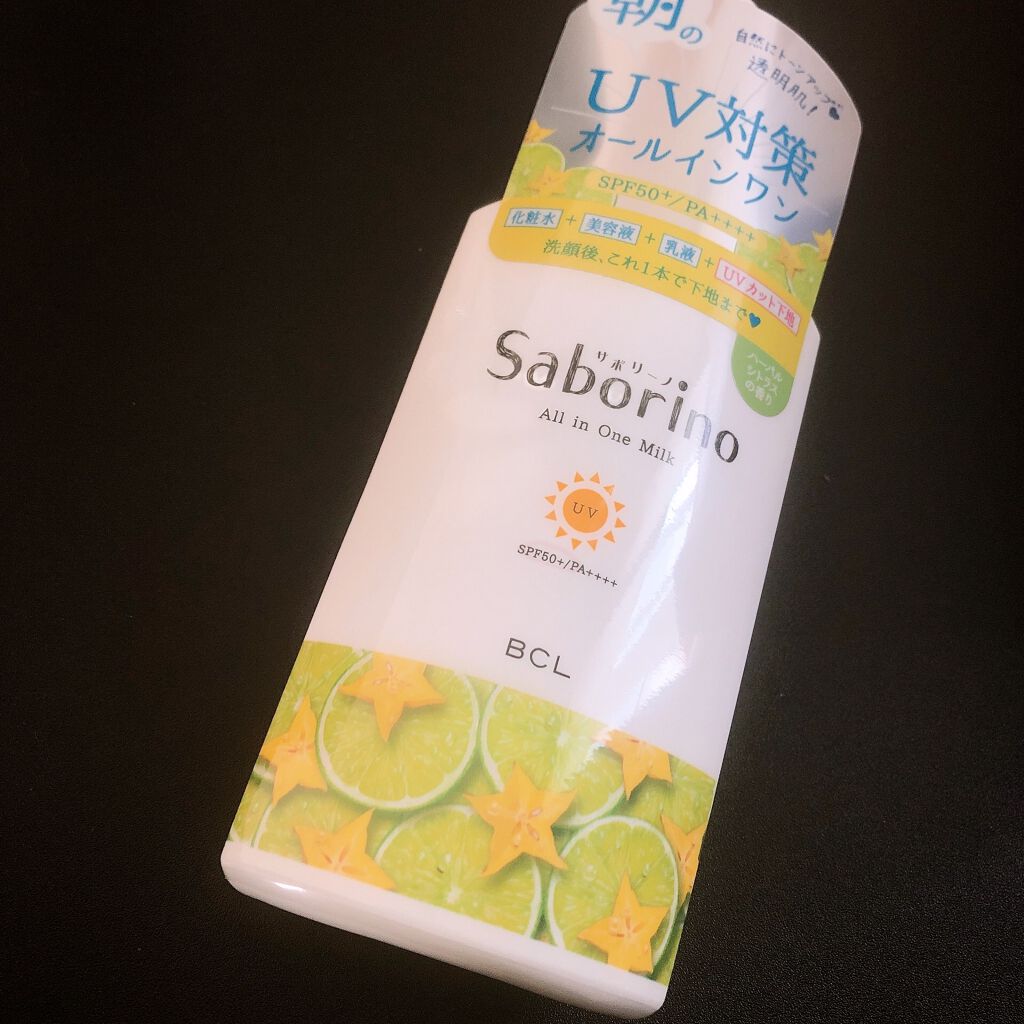 朝の
自然にトーンアップ
透明肌!
UV対策
オールインワン
SPF50+/PA++++
化粧水 + 美容液 + 乳液 + UVカット下地
洗顔後、これ1本で下地まで♥
サボリーノ
Saborino
All in One Milk
ハーバル
シトラス
の香り
UV
SPF50+/PA++++
BCL